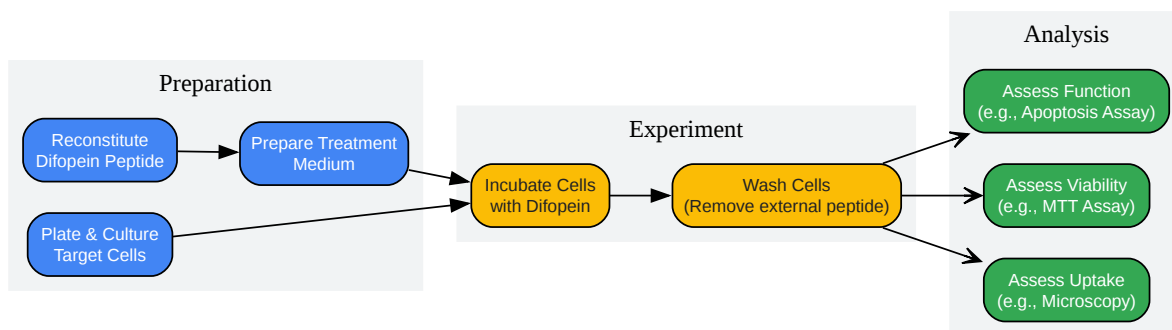 Preparation
Reconstitute
Difopein Peptide
Prepare Treatment
Medium
Plate & Culture
Target Cells
Experiment
Incubate Cells
with Difopein
Wash Cells
(Remove external peptide)
Analysis
Assess Function
(e.g., Apoptosis Assay)
Assess Viability
(e.g., MTT Assay)
Assess Uptake
(e.g., Microscopy)